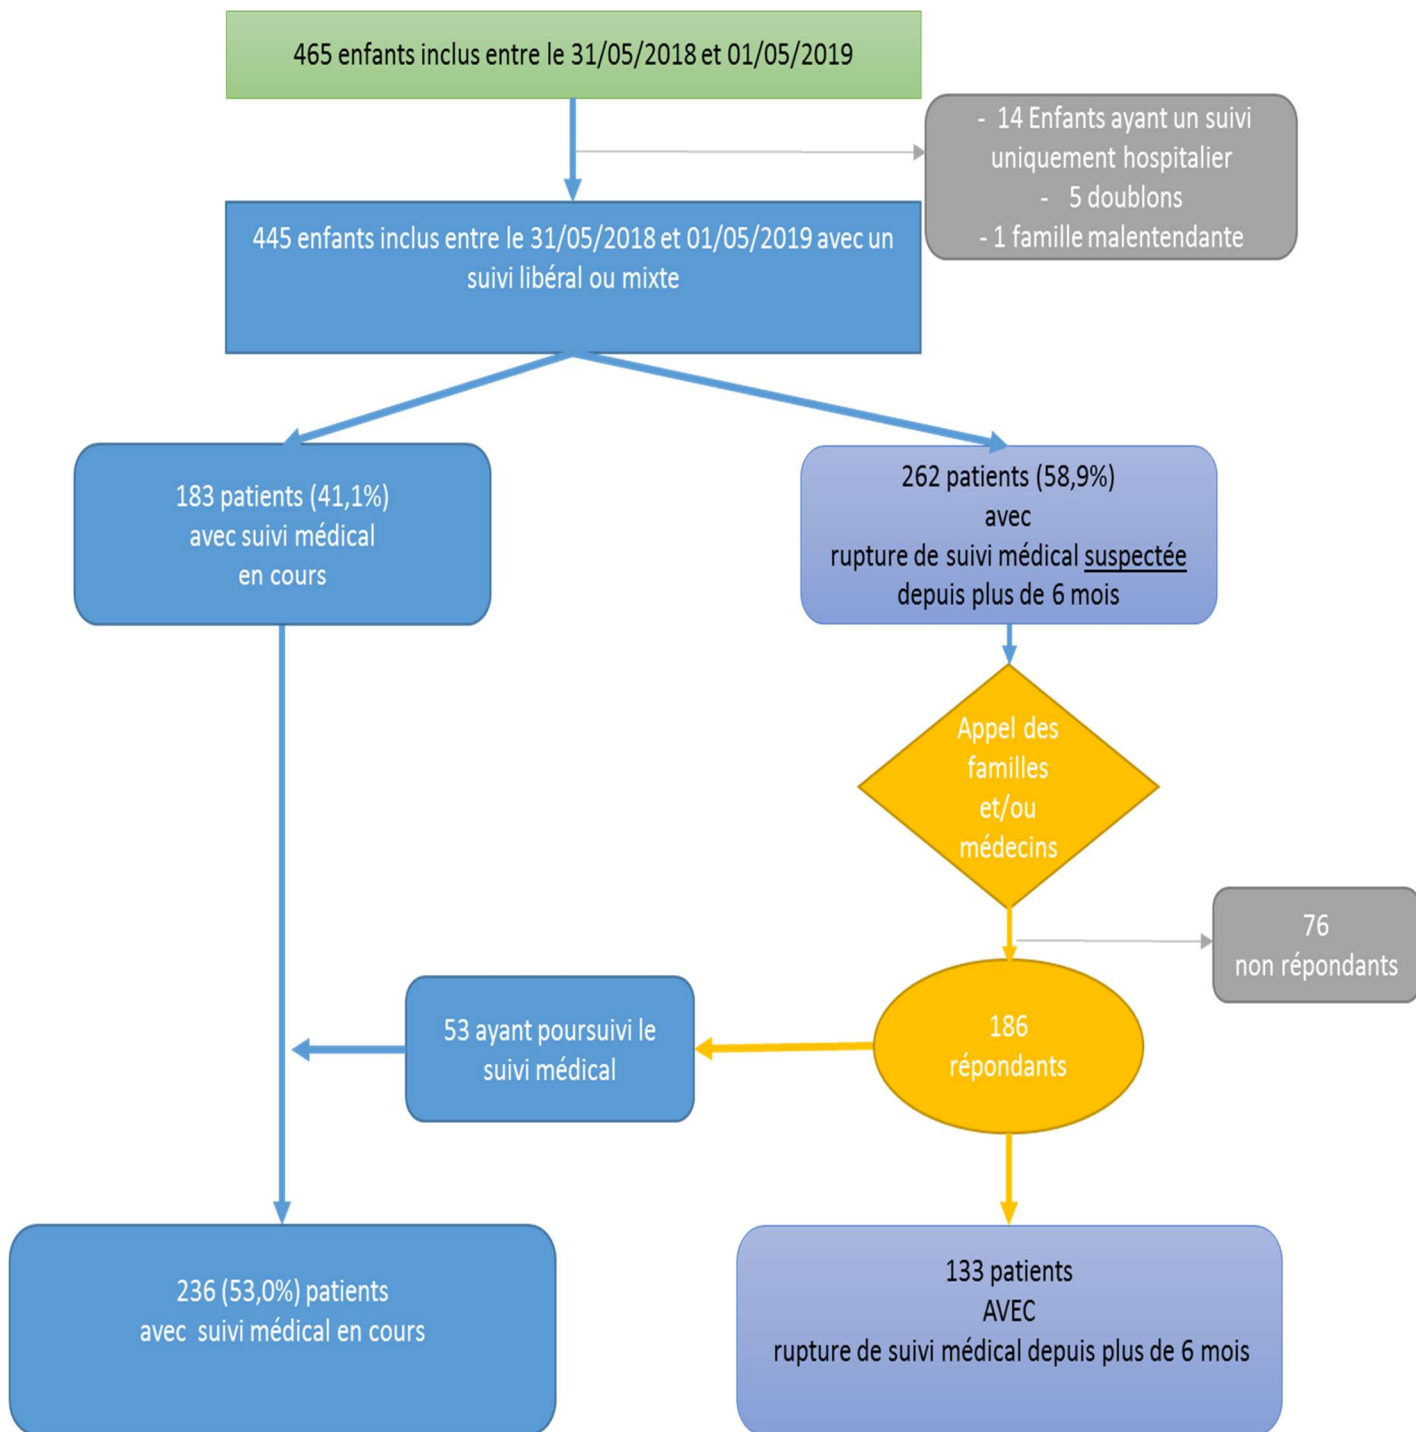 465 enfants inclus entre le 31/05/2018 et 01/05/2019
- 14 Enfants ayant un suivi
uniquement hospitalier
- 5 doublons
- 1 famille malentendante
445 enfants inclus entre le 31/05/2018 et 01/05/2019 avec un
suivi libéral ou mixte
183 patients (41,1%)
avec suivi médical
en cours
262 patients (58,9%)
avec
rupture de suivi médical suspectée
depuis plus de 6 mois
Appel des
familles
et/ou
médecins
76
non répondants
186
répondants
53 ayant poursuivi le
suivi médical
236 (53,0%) patients
avec suivi médical en cours
133 patients
AVEC
rupture de suivi médical depuis plus de 6 mois